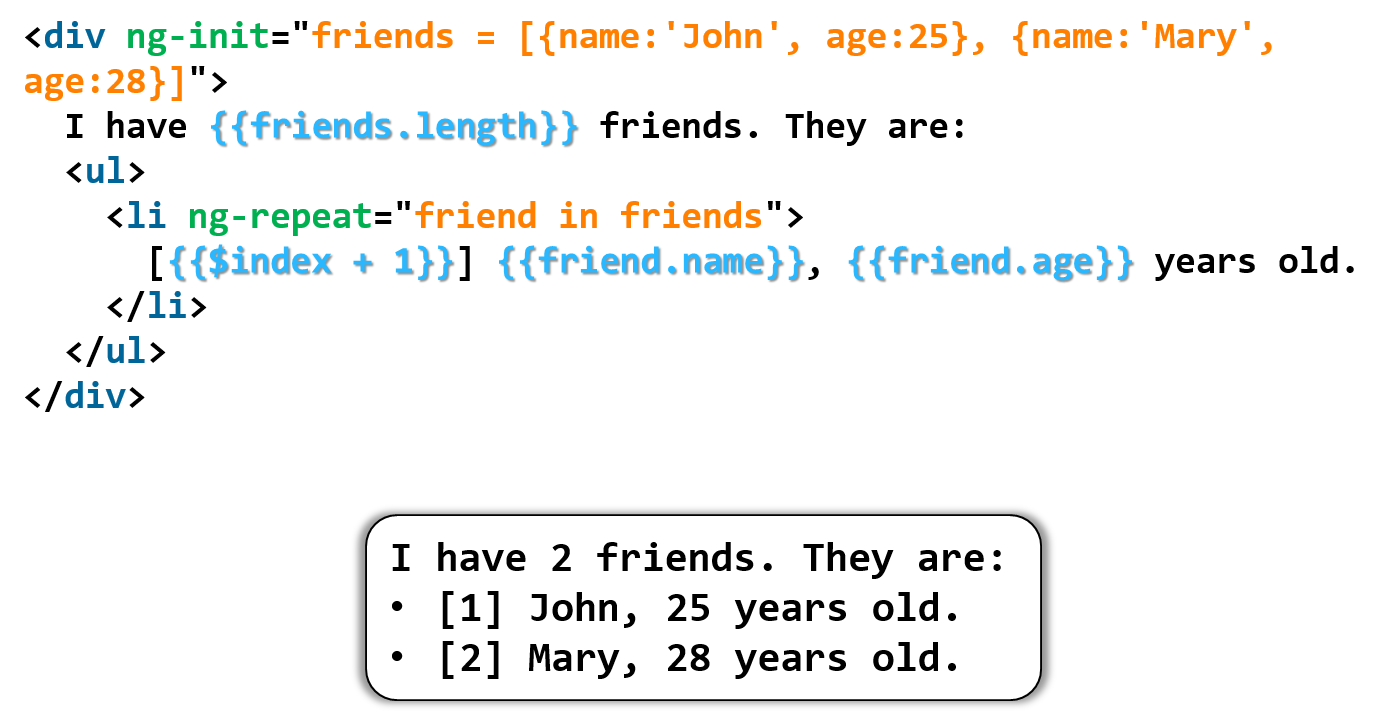 <div ng-init="friends = [{name:'John', age:25}, {name:'Mary',
age:28}]">
  I have {{friends.length}} friends. They are:
  <ul>
    <li ng-repeat="friend in friends">
      [{{$index + 1}}] {{friend.name}}, {{friend.age}} years old.
    </li>
  </ul>
</div>
I have 2 friends. They are:
• [1] John, 25 years old.
• [2] Mary, 28 years old.